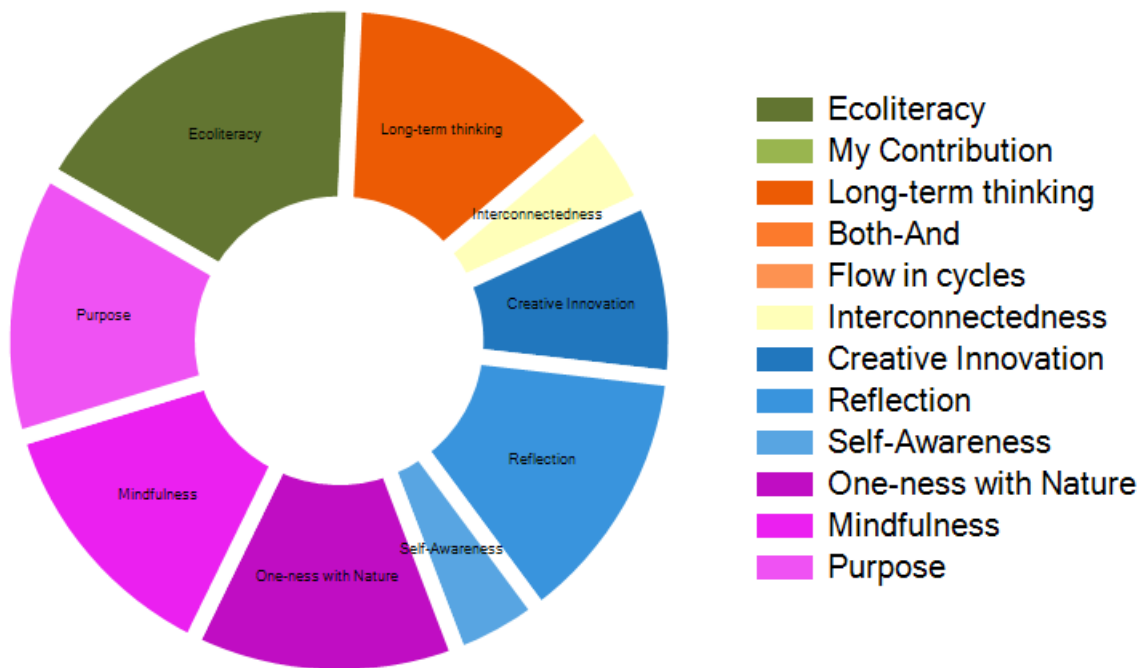 Ecoliteracy
Long-term thinking
Interconnectedness
Creative Innovation
Reflection
Self-Awareness
One-ness with Nature
Mindfulness
Purpose
Ecoliteracy
My Contribution
Long-term thinking
Both-And
Flow in cycles
Interconnectedness
Creative Innovation
Reflection
Self-Awareness
One-ness with Nature
Mindfulness
Purpose